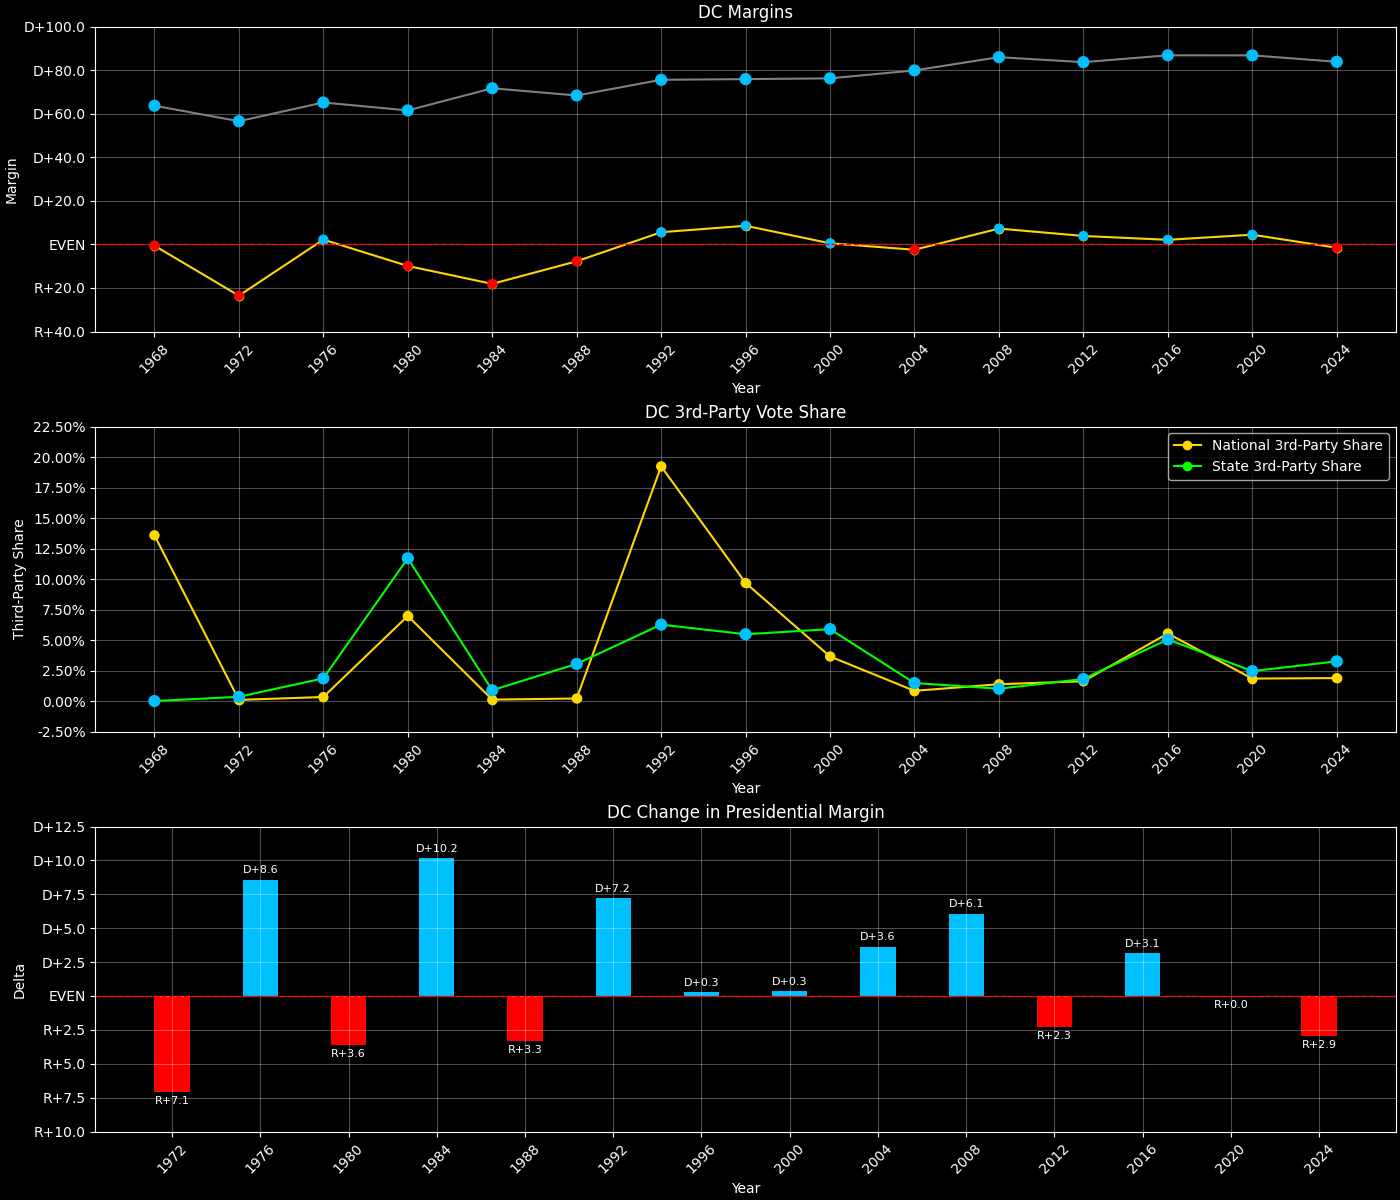 DC Margins
D+100.0
D+80.0
D+60.0
D+40.0
D+20.0
EVEN
R+20.0
R+40.0
Margin
1968 1972 1976 1980 1984 1988 1992 1996 2000 2004 2008 2012 2016 2020 2024
Year
DC 3rd-Party Vote Share
22.50%
20.00%
17.50%
15.00%
12.50%
10.00%
7.50%
5.00%
2.50%
0.00%
-2.50%
Third-Party Share
National 3rd-Party Share
State 3rd-Party Share
1968 1972 1976 1980 1984 1988 1992 1996 2000 2004 2008 2012 2016 2020 2024
Year
DC Change in Presidential Margin
D+12.5
D+10.0
D+7.5
D+5.0
D+2.5
EVEN
R+2.5
R+5.0
R+7.5
R+10.0
Delta
R+7.1
D+8.6
R+3.6
D+10.2
R+3.3
D+7.2
D+0.3
D+0.3
D+3.6
D+6.1
R+2.3
D+3.1
R+0.0
R+2.9
1972 1976 1980 1984 1988 1992 1996 2000 2004 2008 2012 2016 2020 2024
Year